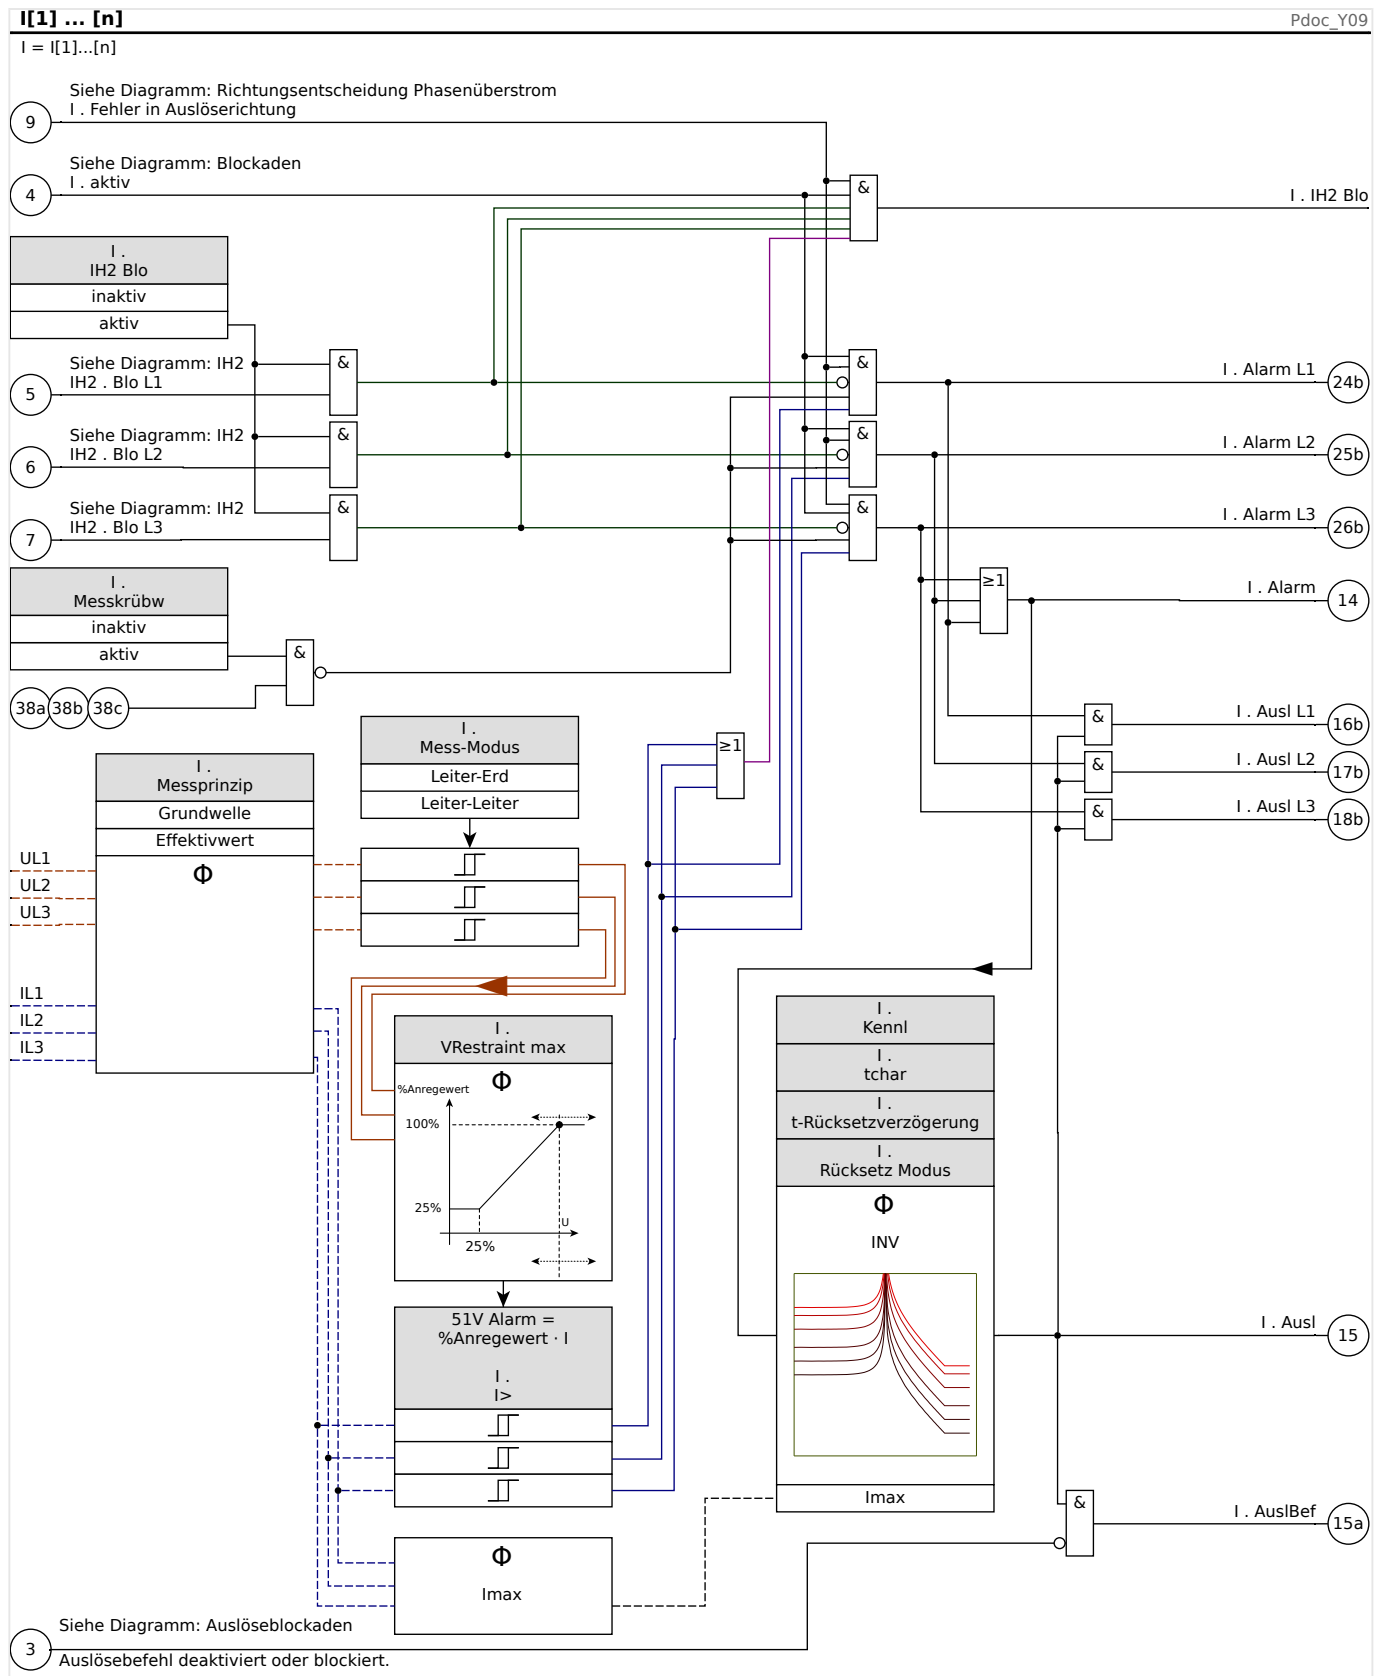 I[1] ... [n]
Pdoc_Y09
I = I[1]...[n]
Siehe Diagramm: Richtungsentscheidung Phasenüberstrom
9
I . Fehler in Auslöserichtung
Siehe Diagramm: Blockaden
4
I . aktiv
&
I . IH2 Blo
I .
IH2 Blo
inaktiv
aktiv
Siehe Diagramm: IH2
5
IH2 . Blo L1
&
&
I . Alarm L1
24b
Siehe Diagramm: IH2
6
IH2 . Blo L2
&
&
I . Alarm L2
25b
Siehe Diagramm: IH2
7
IH2 . Blo L3
&
&
I . Alarm L3
26b
I .
Messkrübw
inaktiv
aktiv
&
≥1
I . Alarm
14
38a
38b
38c
&
I . Ausl L1
16b
&
I . Ausl L2
17b
&
I . Ausl L3
18b
I .
Mess-Modus
Leiter-Erd
Leiter-Leiter
≥1
I .
Messprinzip
Grundwelle
Effektivwert
Φ
UL1
UL2
UL3
IL1
IL2
IL3
I .
VRestraint max
Φ
%Anregewert
100%
25%
U
25%
I .
Kennl
I .
tchar
I .
t-Rücksetzverzögerung
I .
Rücksetz Modus
Φ
INV
Imax
51V Alarm =
%Anregewert · I
I .
I>
I . Ausl
15
&
I . AuslBef
15a
Φ
Imax
Siehe Diagramm: Auslöseblockaden
3
Auslösebefehl deaktiviert oder blockiert.